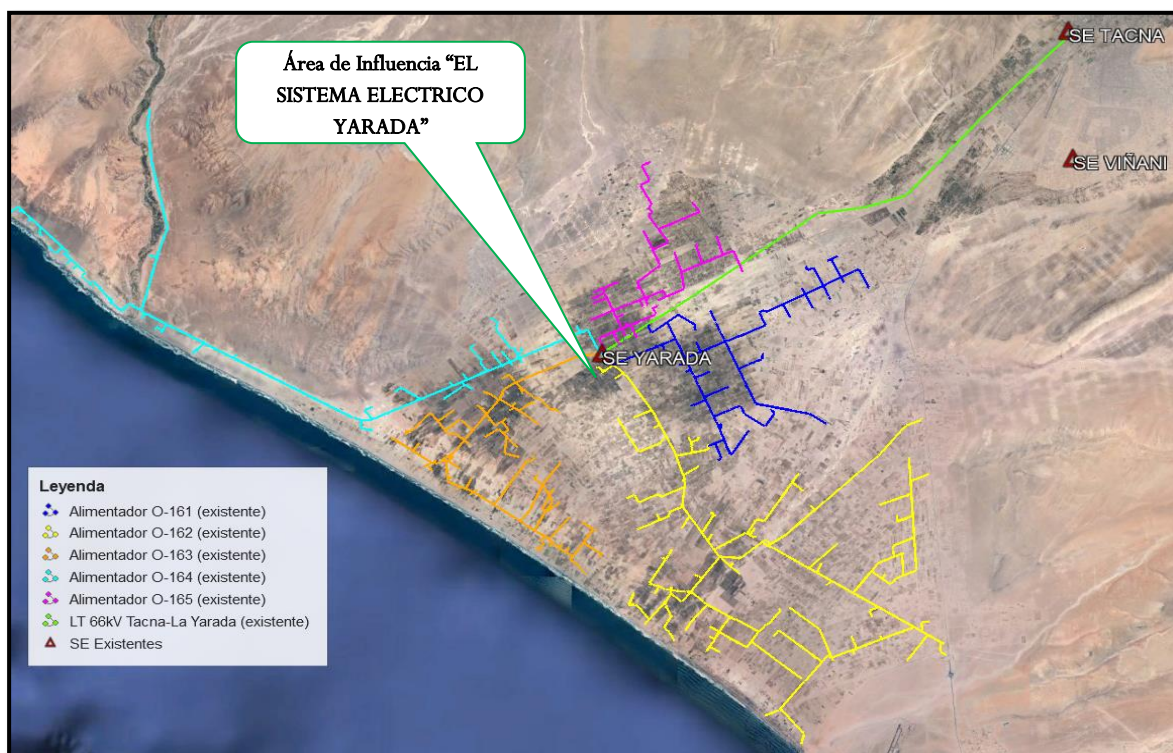 Área de Influencia “EL
SISTEMA ELECTRICO
YARADA”
SE TACNA
SE VIÑANI
SE YARADA
Leyenda
Alimentador O-161 (existente)
Alimentador O-162 (existente)
Alimentador O-163 (existente)
Alimentador O-164 (existente)
Alimentador O-165 (existente)
LT 66kV Tacna-La Yarada (existente)
SE Existentes